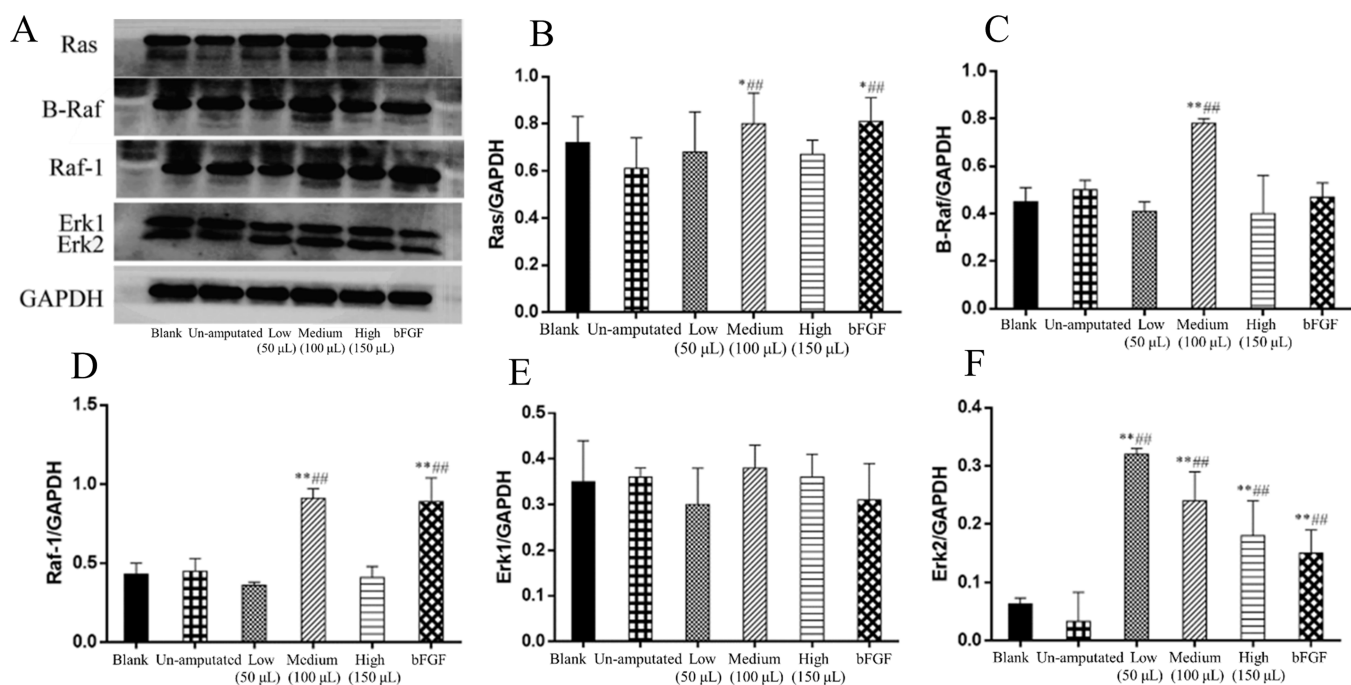 A
Ras
B-Raf
Raf-1
Erk1
Erk2
GAPDH
Blank Un-amputated Low Medium High bFGF
(50 μL) (100 μL) (150 μL)
B
Ras/GAPDH
1.0
0.8
0.6
0.4
0.2
0.0
*## *##
Blank Un-amputated Low Medium High bFGF
(50 μL) (100 μL) (150 μL)
C
B-Raf/GAPDH
1.0
0.8
0.6
0.4
0.2
0.0
**##
Blank Un-amputated Low Medium High bFGF
(50 μL) (100 μL) (150 μL)
D
Raf-1/GAPDH
1.5
1.0
0.5
0.0
**## **##
Blank Un-amputated Low Medium High bFGF
(50 μL) (100 μL) (150 μL)
E
Erk1/GAPDH
0.5
0.4
0.3
0.2
0.1
0.0
Blank Un-amputated Low Medium High bFGF
(50 μL) (100 μL) (150 μL)
F
Erk2/GAPDH
0.4
0.3
0.2
0.1
0.0
**## **## **## **##
Blank Un-amputated Low Medium High bFGF
(50 μL) (100 μL) (150 μL)